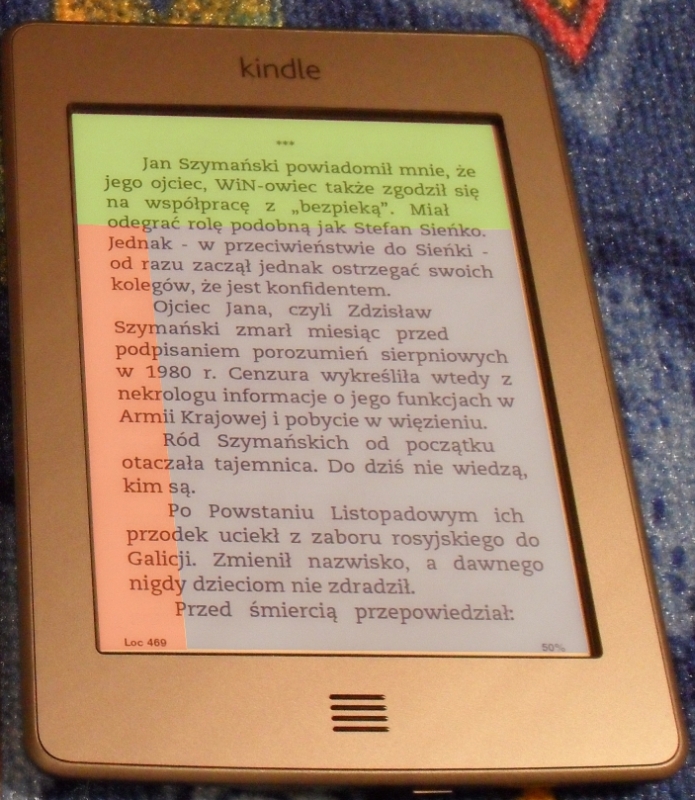 kindle
***
Jan Szymański powiadomił mnie, że
jego ojciec, WiN-owiec także zgodził się
na współpracę z „bezpieką”. Miał
odegrać rolę podobną jak Stefan Sieńko.
Jednak - w przeciwieństwie do Sieńki -
od razu zaczął jednak ostrzegać swoich
kolegów, że jest konfidentem.
Ojciec Jana, czyli Zdzisław
Szymański zmarł miesiąc przed
podpisaniem porozumień sierpniowych
w 1980 r. Cenzura wykreśliła wtedy z
nekrologu informacje o jego funkcjach w
Armii Krajowej i pobycie w więzieniu.
Ród Szymańskich od początku
otaczała tajemnica. Do dziś nie wiedzą,
kim są.
Po Powstaniu Listopadowym ich
przodek uciekł z zaboru rosyjskiego do
Galicji. Zmienił nazwisko, a dawnego
nigdy dzieciom nie zdradził.
Przed śmiercią przepowiedział:
Loc 469 50%